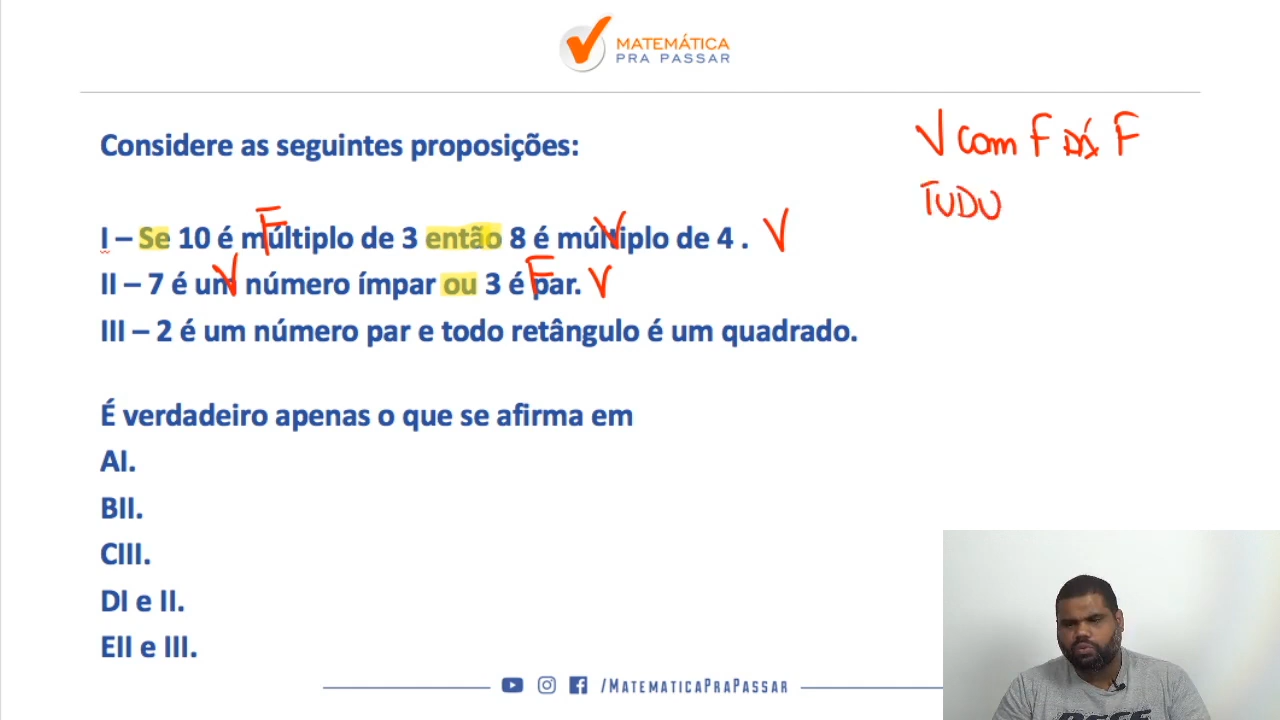 MATEMÁTICA
PRA PASSAR
Considere as seguintes proposições:
V com F DÁ F
TUDO
I – Se 10 é múltiplo de 3 então 8 é múltiplo de 4 .
F V V
II – 7 é um número ímpar ou 3 é par.
V F V
III – 2 é um número par e todo retângulo é um quadrado.
É verdadeiro apenas o que se afirma em
AI.
BII.
CIII.
DI e II.
EII e III.
/MATEMATICAPRAPASSAR